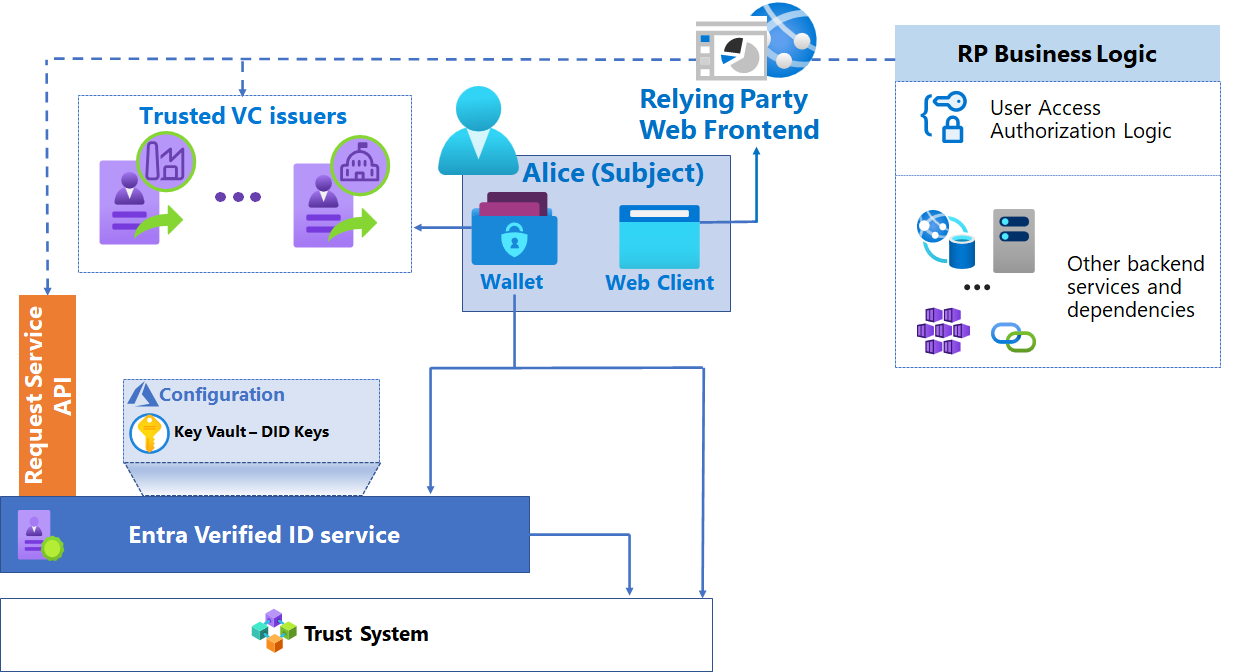 RP Business Logic
Relying Party
Web Frontend
User Access
Authorization Logic
Trusted VC issuers
Alice (Subject)
Wallet
Web Client
Other backend
services and
dependencies
Request Service
API
Configuration
Key Vault – DID Keys
Entra Verified ID service
Trust System